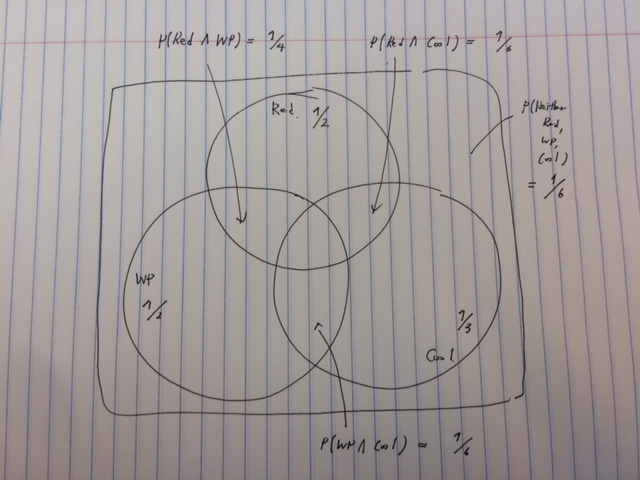 P(Red ∧ WP) = 1/4
P(Red ∧ Cool) = 1/6
Red 1/2
P(Neither
Red,
WP,
Cool)
= 1/6
WP
1/2
1/3
Cool
P(WP ∧ Cool) = 1/6